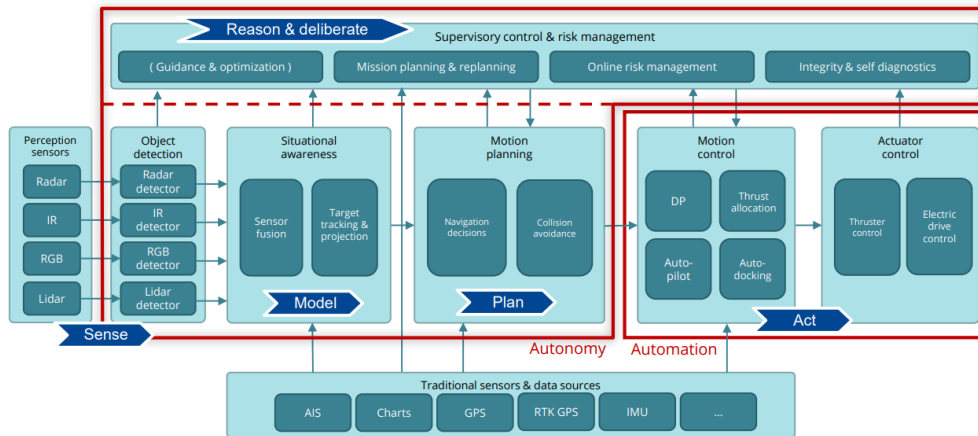 Reason & deliberate
Supervisory control & risk management
( Guidance & optimization )
Mission planning & replanning
Online risk management
Integrity & self diagnostics
Perception
sensors
Radar
IR
RGB
Lidar
Object
detection
Radar
detector
IR
detector
RGB
detector
Lidar
detector
Situational
awareness
Sensor
fusion
Target
tracking &
projection
Motion
planning
Navigation
decisions
Collision
avoidance
Motion
control
DP
Thrust
allocation
Auto-
pilot
Auto-
docking
Actuator
control
Thruster
control
Electric
drive control
Sense
Model
Plan
Act
Autonomy
Automation
Traditional sensors & data sources
AIS
Charts
GPS
RTK GPS
IMU
...